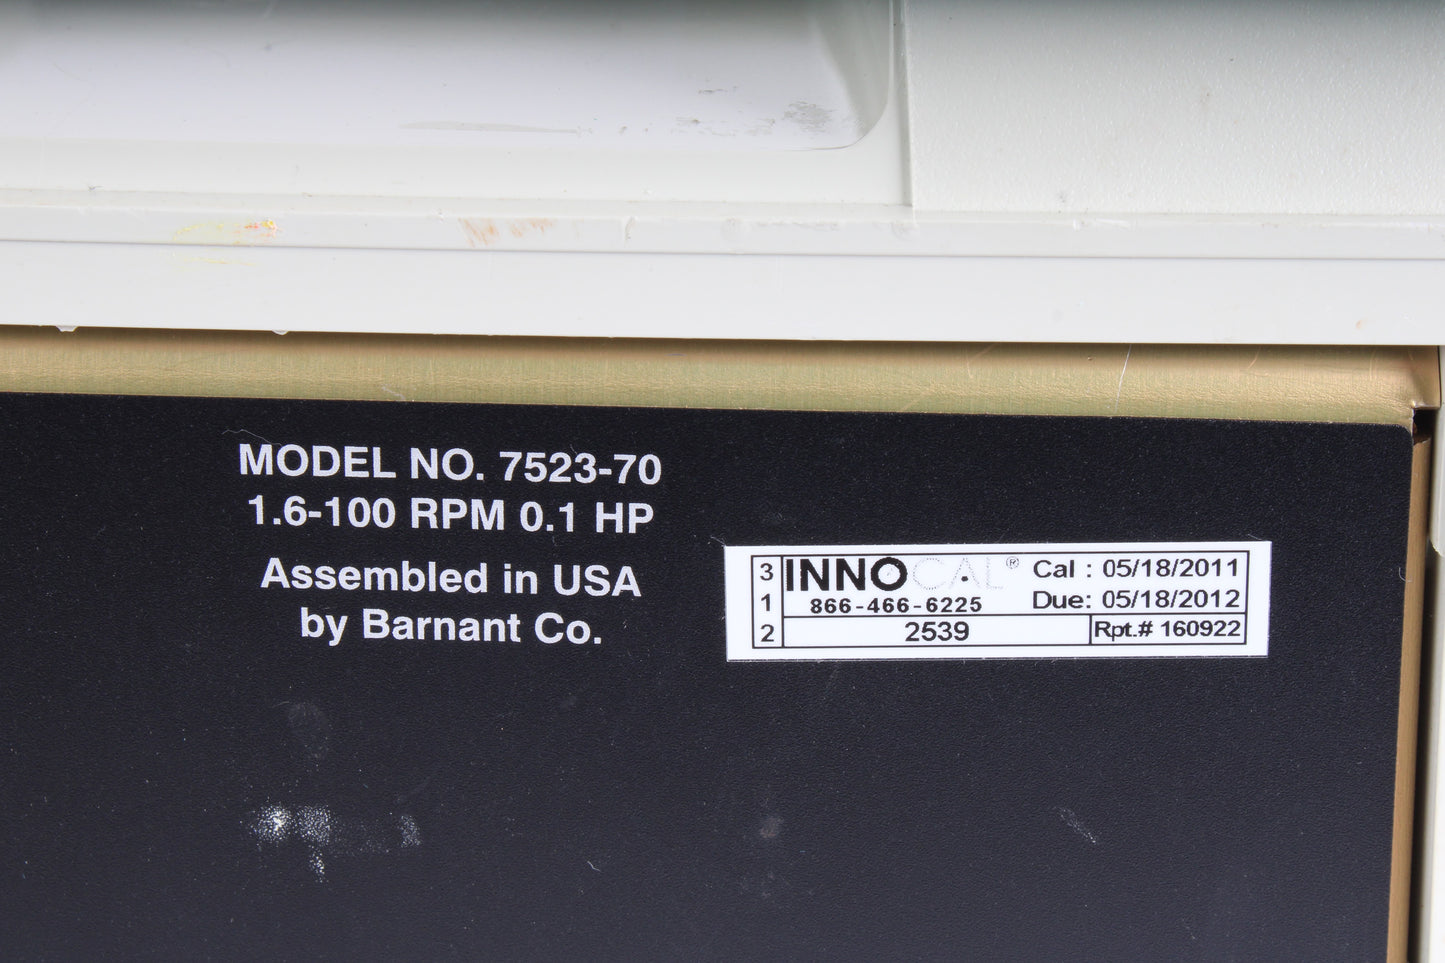 MODEL NO. 7523-70
1.6-100 RPM 0.1 HP
Assembled in USA
by Barnant Co.
3
1
2
INNOCAL®
866-466-6225
Cal : 05/18/2011
Due: 05/18/2012
2539
Rpt.# 160922